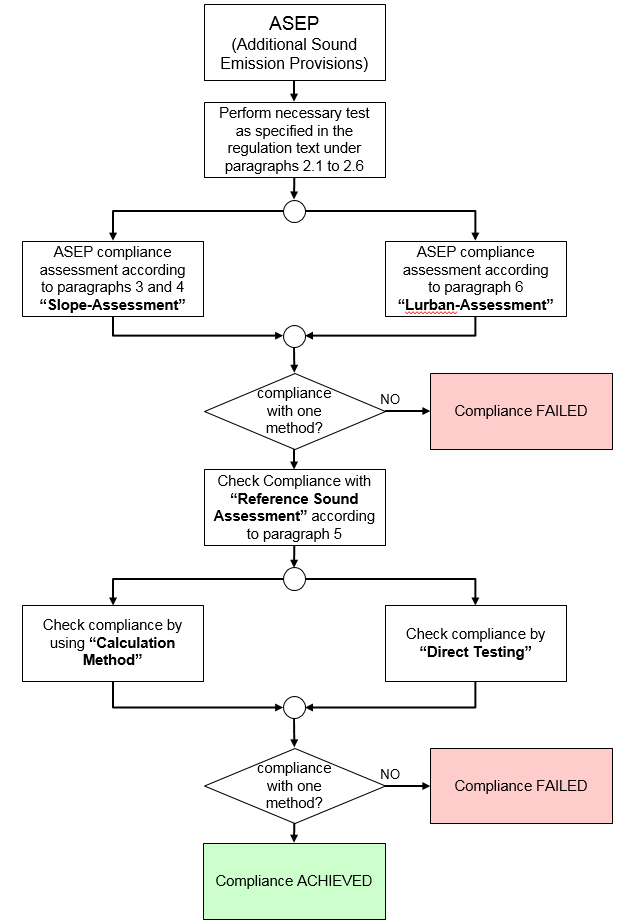 ASEP
(Additional Sound
Emission Provisions)
Perform necessary test
as specified in the
regulation text under
paragraphs 2.1 to 2.6
ASEP compliance
assessment according
to paragraphs 3 and 4
“Slope-Assessment”
ASEP compliance
assessment according
to paragraph 6
“Lurban-Assessment”
compliance
with one
method?
NO
Compliance FAILED
Check Compliance with
“Reference Sound
Assessment” according
to paragraph 5
Check compliance by
using “Calculation
Method”
Check compliance by
“Direct Testing”
compliance
with one
method?
NO
Compliance FAILED
Compliance ACHIEVED